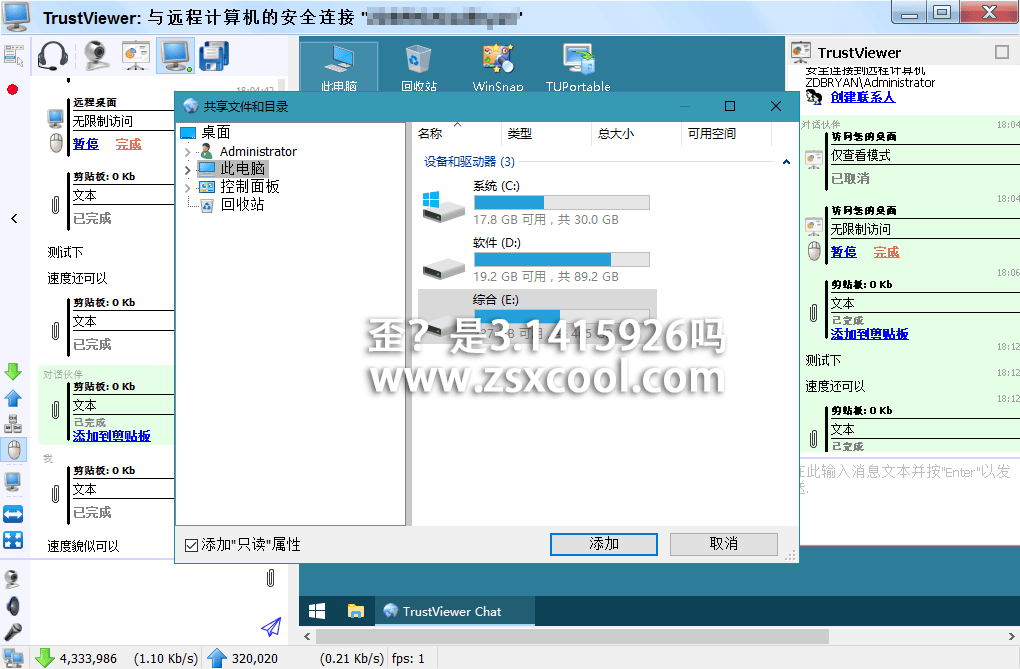 TrustViewer: 与远程计算机的安全连接
18:04:42
远程桌面
无限制访问
暂停 完成
剪贴板: 0 Kb
文本
已完成
测试下
速度还可以
剪贴板: 0 Kb
文本
已完成
对话伙伴
剪贴板: 0 Kb
文本
已完成
添加到剪贴板
我
剪贴板: 0 Kb
文本
已完成
速度貌似可以
此电脑 回收站 WinSnap TUPortable
共享文件和目录
桌面
Administrator
此电脑
控制面板
回收站
名称 类型 总大小 可用空间
设备和驱动器 (3)
系统 (C:)
17.8 GB 可用，共 30.0 GB
软件 (D:)
19.2 GB 可用，共 89.2 GB
综合 (E:)
歪？是3.1415926吗
www.zsxcool.com
添加"只读"属性
添加 取消
TrustViewer
安全连接到远程计算机
ZDBRYAN\Administrator
创建联系人
对话伙伴 18:04
访问您的桌面
仅查看模式
已取消
18:04
访问您的桌面
无限制访问
暂停 完成
18:06
剪贴板: 0 Kb
文本
已完成
添加到剪贴板
18:12
测试下
18:12
速度还可以
18:12
剪贴板: 0 Kb
文本
已完成
在此输入消息文本并按"Enter"以发
送.
TrustViewer Chat
4,333,986 (1.10 Kb/s) 320,020 (0.21 Kb/s) fps: 1